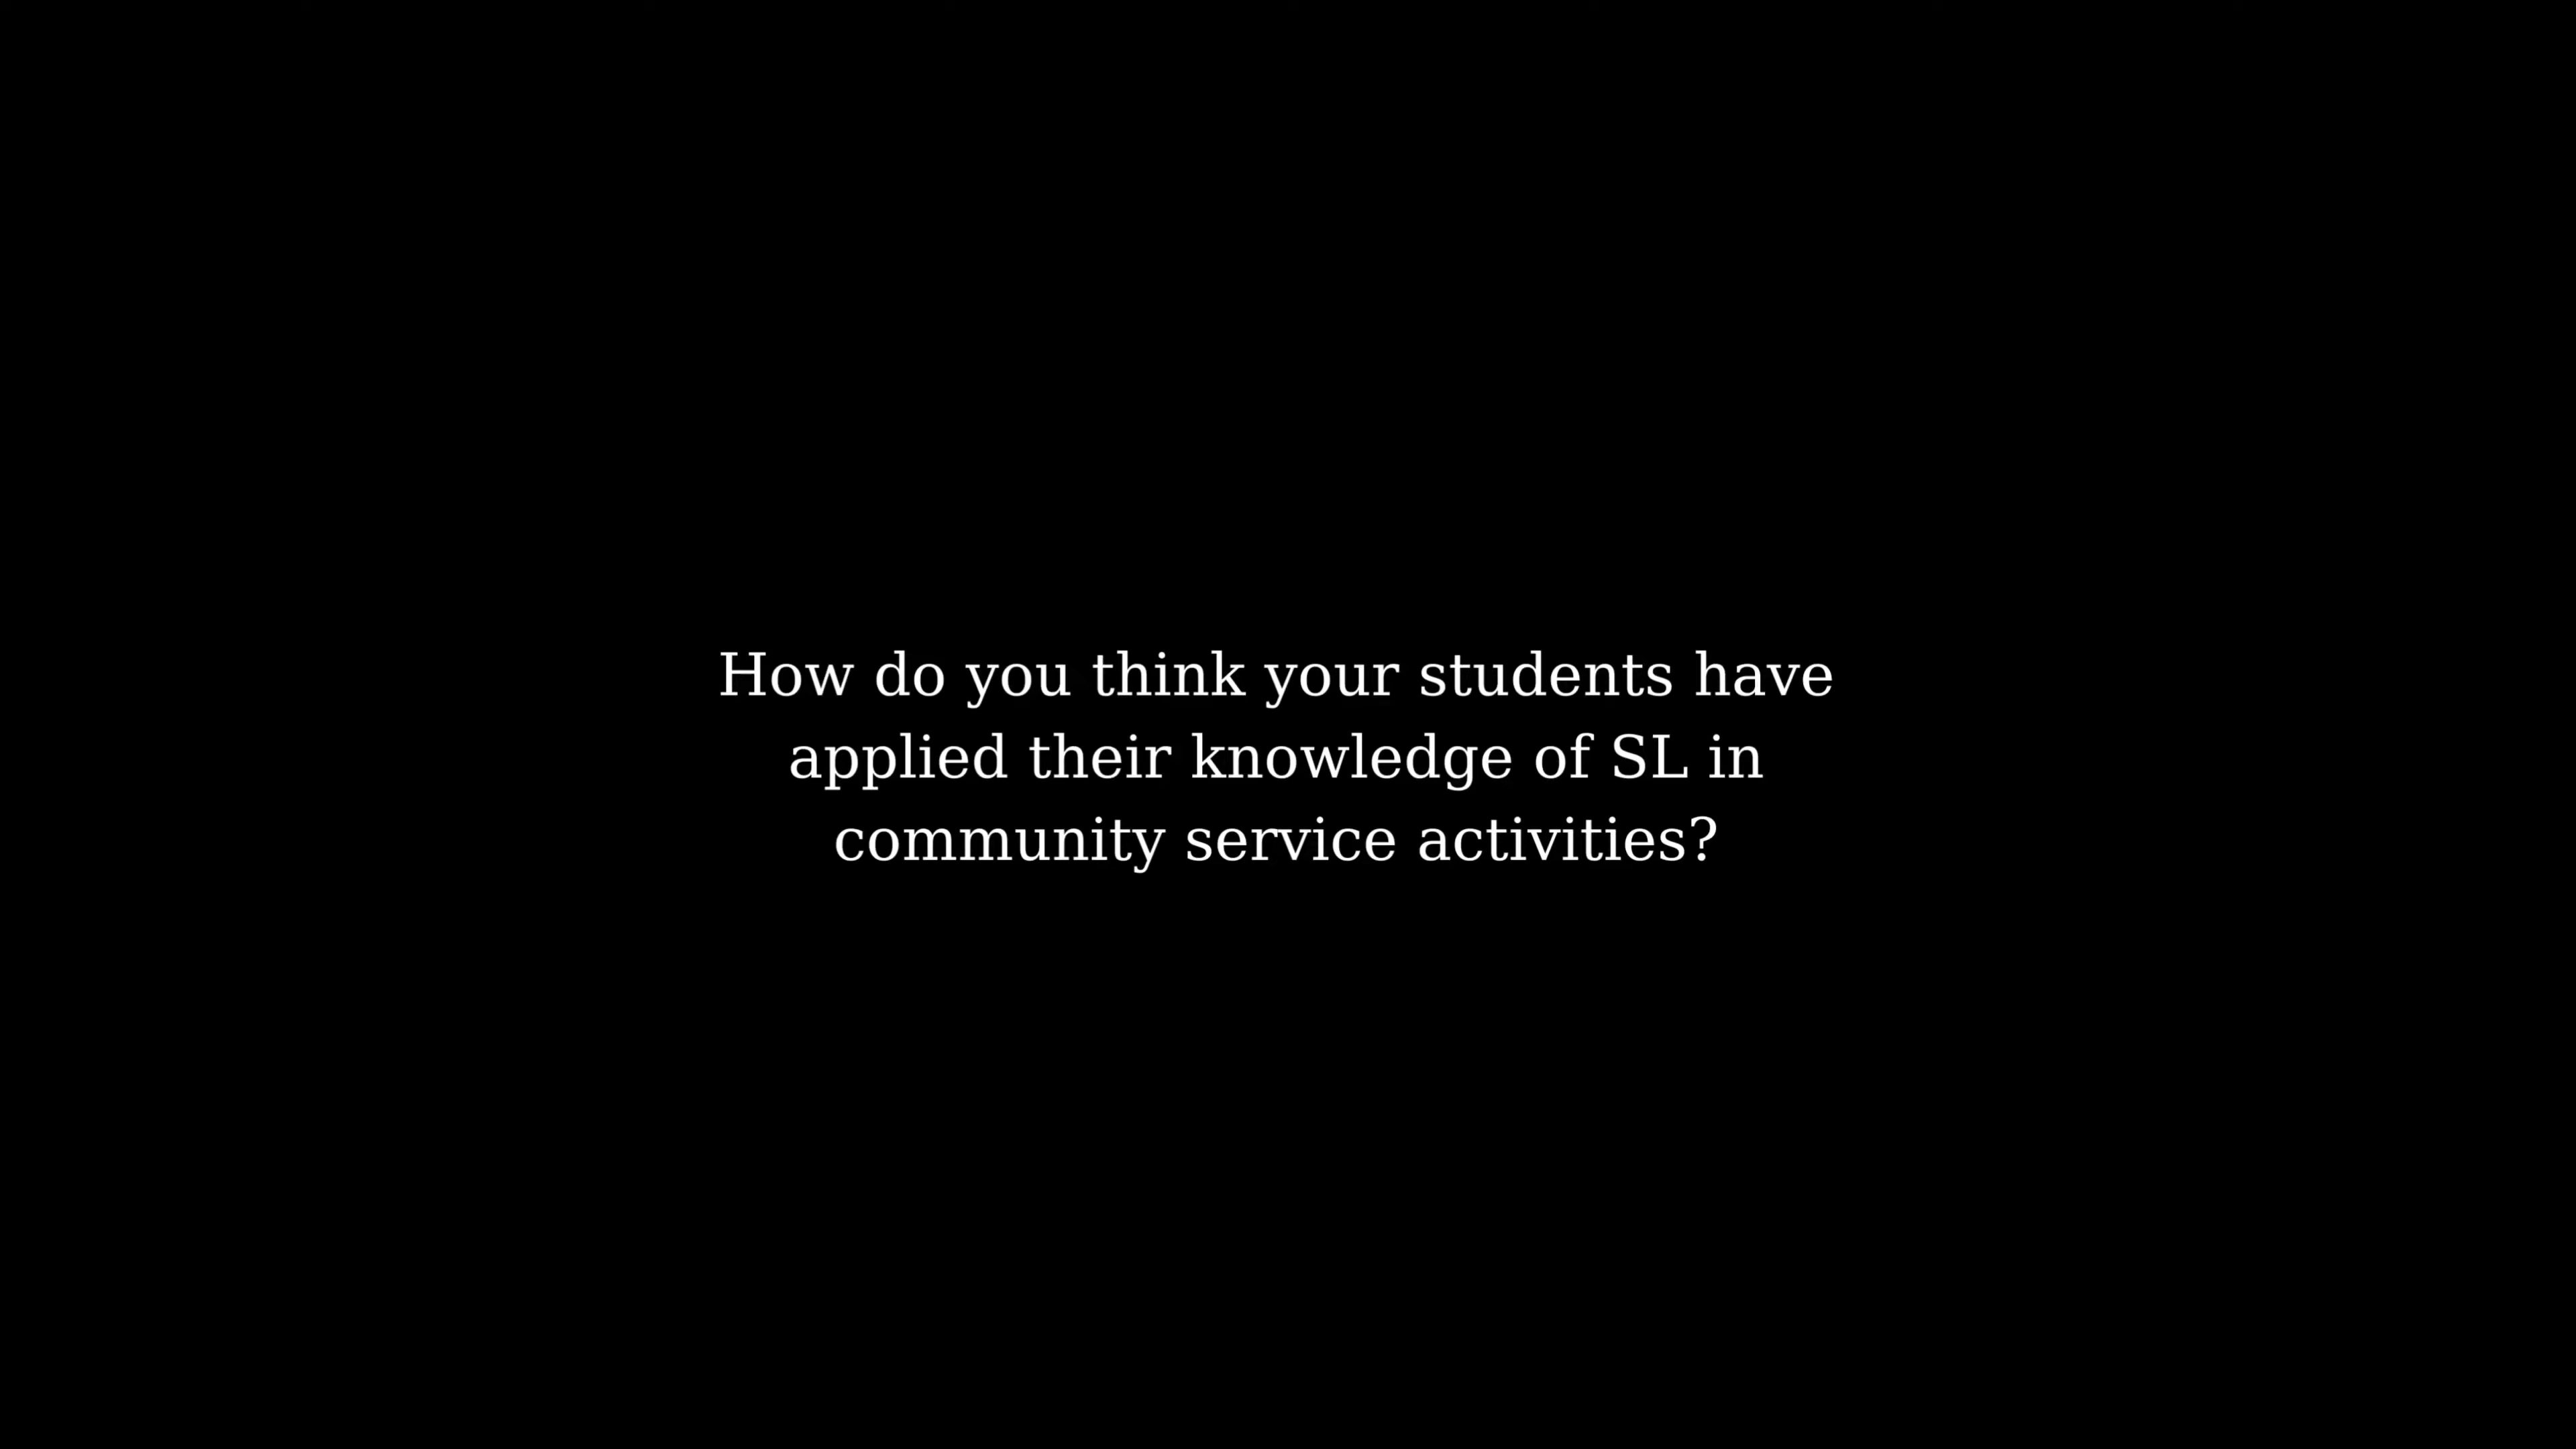 How do you think your students have
applied their knowledge of SL in
community service activities?